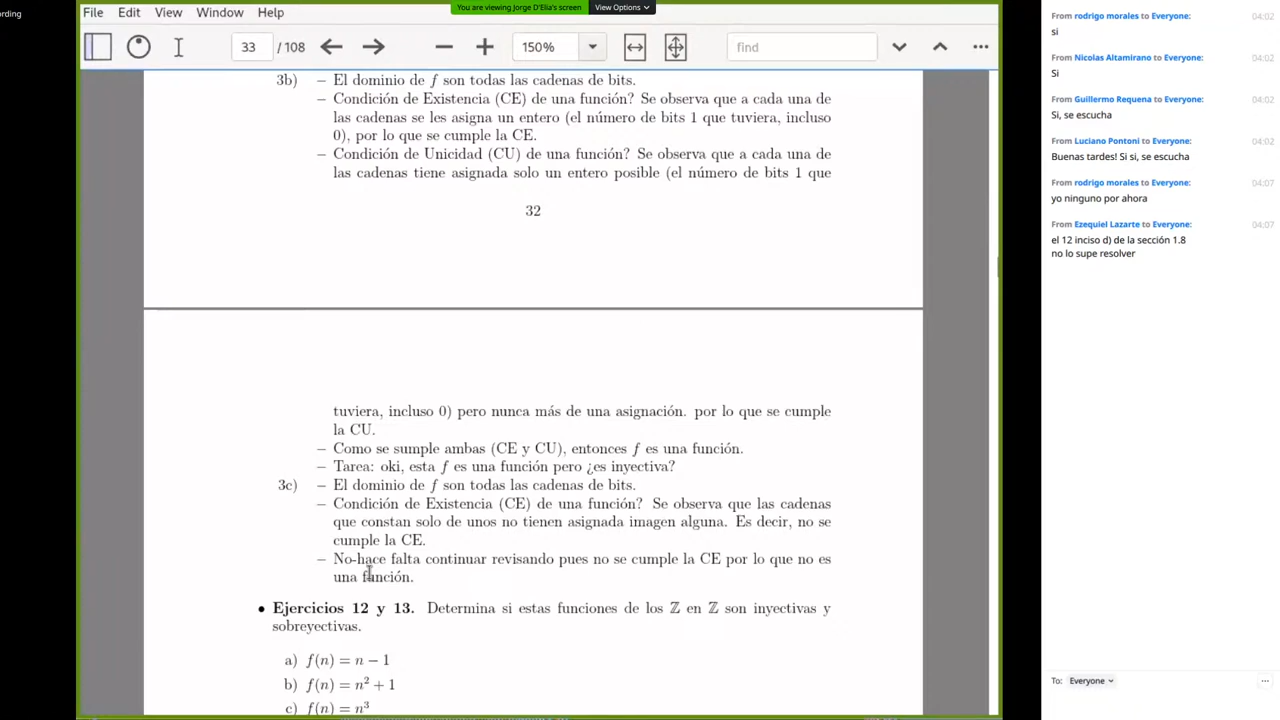 ording
You are viewing Jorge D'Elia's screen
View Options
File Edit View Window Help
33 / 108
150%
find
3b) – El dominio de f son todas las cadenas de bits.
– Condición de Existencia (CE) de una función? Se observa que a cada una de
las cadenas se les asigna un entero (el número de bits 1 que tuviera, incluso
0), por lo que se cumple la CE.
– Condición de Unicidad (CU) de una función? Se observa que a cada una de
las cadenas tiene asignada solo un entero posible (el número de bits 1 que
32
tuviera, incluso 0) pero nunca más de una asignación. por lo que se cumple
la CU.
– Como se sumple ambas (CE y CU), entonces f es una función.
– Tarea: oki, esta f es una función pero ¿es inyectiva?
3c) – El dominio de f son todas las cadenas de bits.
– Condición de Existencia (CE) de una función? Se observa que las cadenas
que constan solo de unos no tienen asignada imagen alguna. Es decir, no se
cumple la CE.
– No-hace falta continuar revisando pues no se cumple la CE por lo que no es
una función.
• Ejercicios 12 y 13. Determina si estas funciones de los ℤ en ℤ son inyectivas y
sobreyectivas.
a) f(n) = n − 1
b) f(n) = n² + 1
c) f(n) = n³
From rodrigo morales to Everyone: 04:02
si
From Nicolas Altamirano to Everyone: 04:02
Si
From Guillermo Requena to Everyone: 04:02
Si, se escucha
From Luciano Pontoni to Everyone: 04:02
Buenas tardes! Si si, se escucha
From rodrigo morales to Everyone: 04:07
yo ninguno por ahora
From Ezequiel Lazarte to Everyone: 04:07
el 12 inciso d) de la sección 1.8
no lo supe resolver
To: Everyone